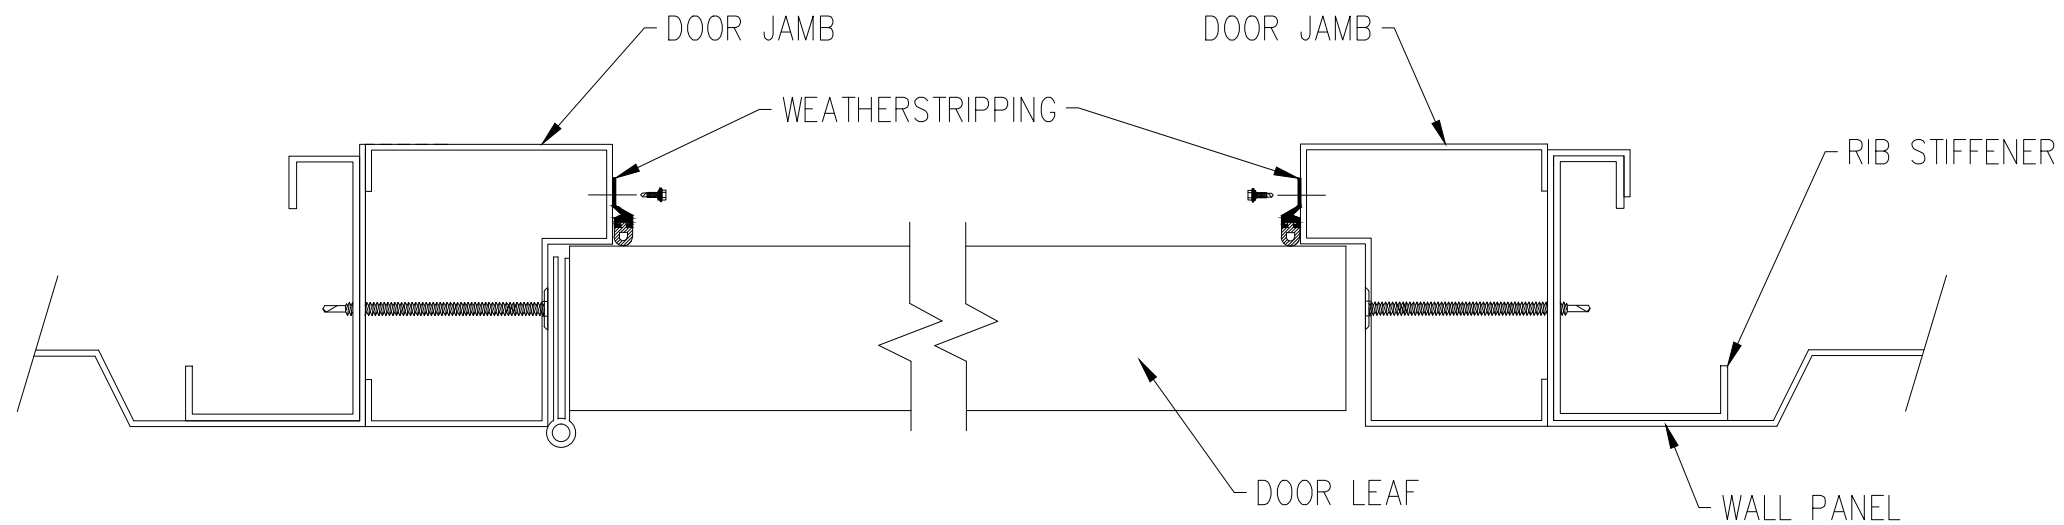 DOOR JAMB
DOOR JAMB
WEATHERSTRIPPING
RIB STIFFENER
DOOR LEAF
WALL PANEL